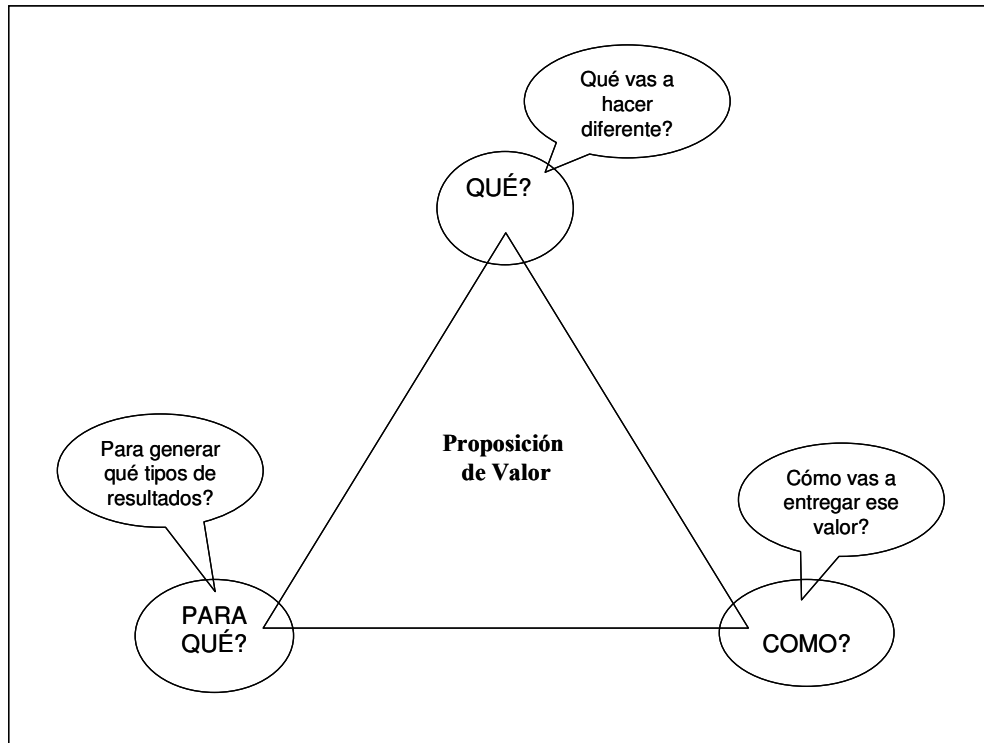 Qué vas a
hacer
diferente?
QUÉ?
Proposición
de Valor
Para generar
qué tipos de
resultados?
PARA
QUÉ?
Cómo vas a
entregar ese
valor?
COMO?